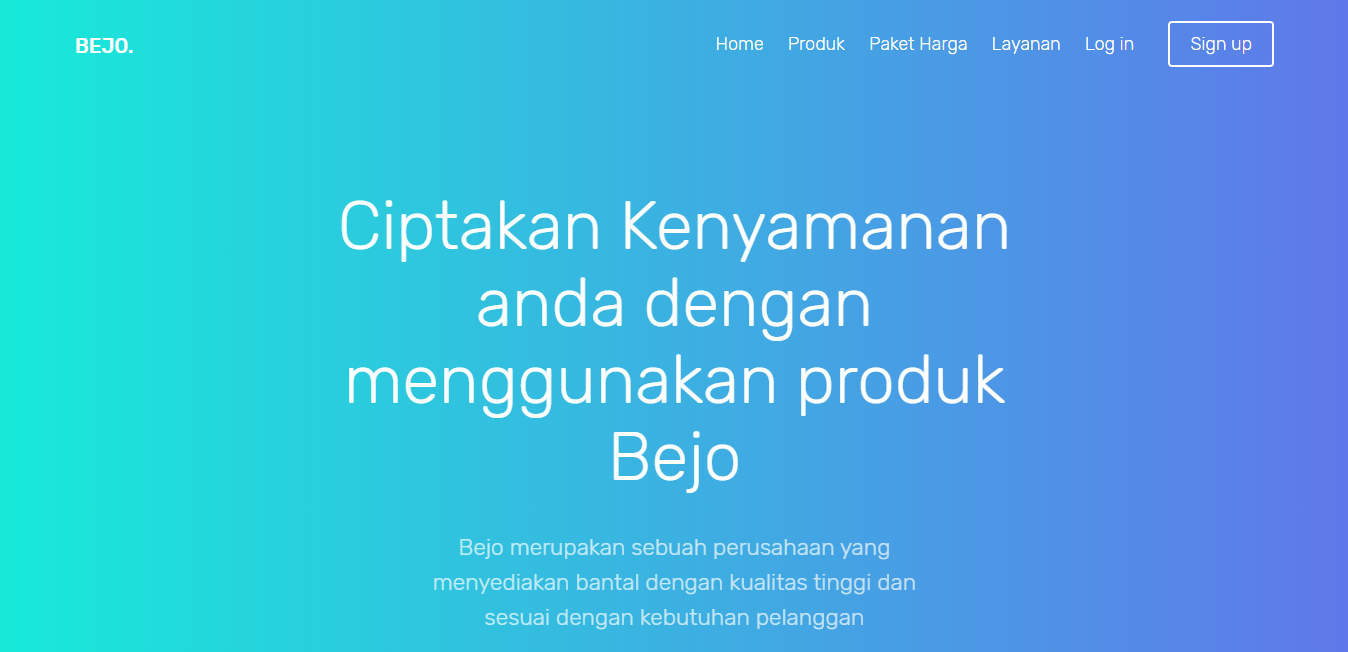 BEJO.
Home Produk Paket Harga Layanan Log in Sign up
Ciptakan Kenyamanan
anda dengan
menggunakan produk
Bejo
Bejo merupakan sebuah perusahaan yang
menyediakan bantal dengan kualitas tinggi dan
sesuai dengan kebutuhan pelanggan